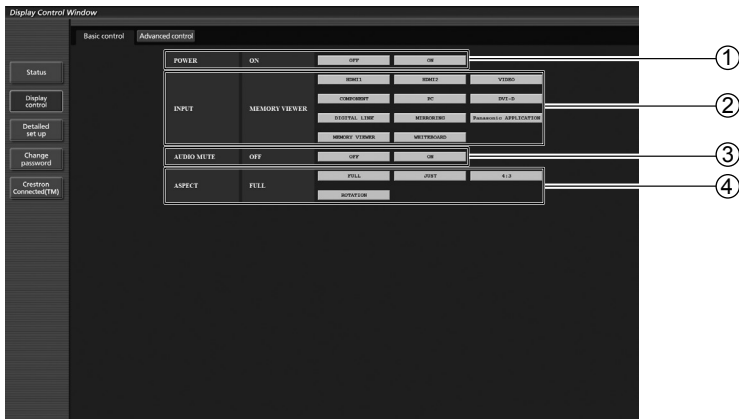 Display Control Window
Basic control Advanced control
Status
Display
control
Detailed
set up
Change
password
Crestron
Connected(TM)
POWER ON OFF ON
INPUT MEMORY VIEWER
HDMI1 HDMI2 VIDEO
COMPONENT PC DVI-D
DIGITAL LINK MIRRORING Panasonic APPLICATION
MEMORY VIEWER WHITEBOARD
AUDIO MUTE OFF OFF ON
ASPECT FULL
FULL JUST 4:3
ROTATION
1
2
3
4